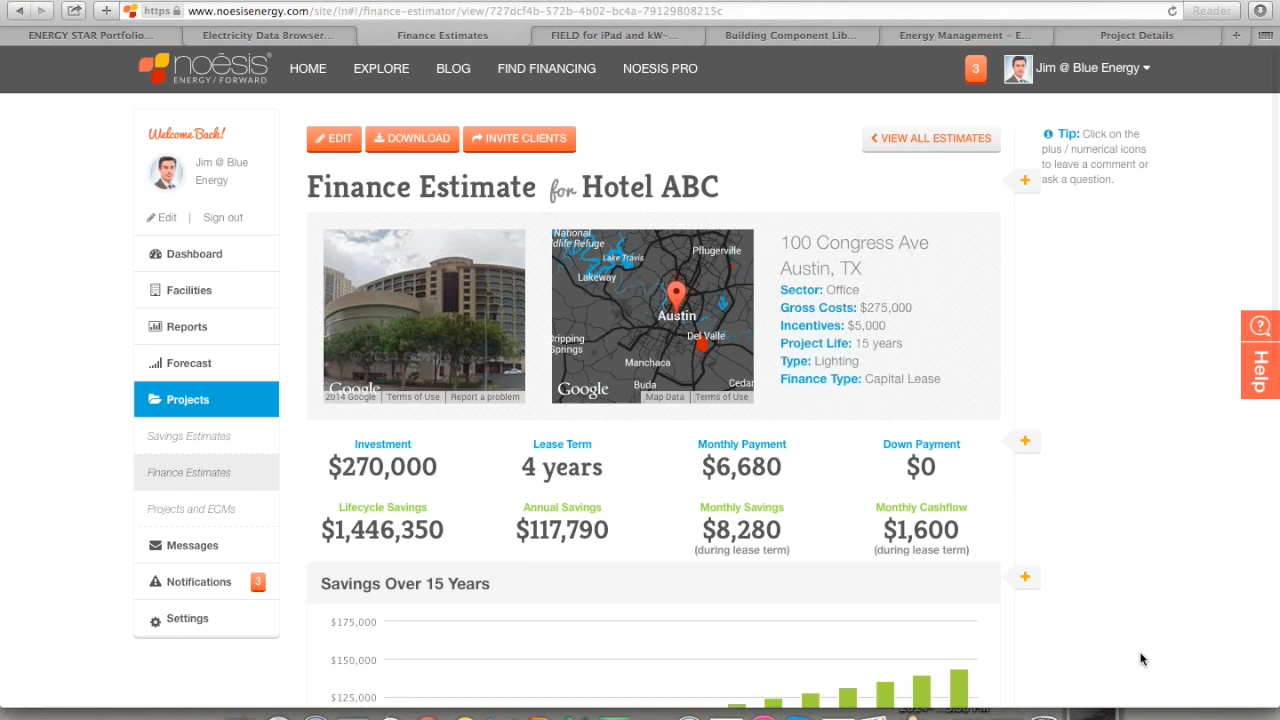 https www.noesisenergy.com/site/ln#!/finance-estimator/view/727dcf4b-572b-4b02-bc4a-79129808215c Reader
ENERGY STAR Portfolio... Electricity Data Browser... Finance Estimates FIELD for iPad and kW-... Building Component Lib... Energy Management – E... Project Details
noēsis
ENERGY/FORWARD
HOME EXPLORE BLOG FIND FINANCING NOESIS PRO 3 Jim @ Blue Energy
Welcome Back!
Jim @ Blue
Energy
Edit | Sign out
Dashboard
Facilities
Reports
Forecast
Projects
Savings Estimates
Finance Estimates
Projects and ECMs
Messages
Notifications 3
Settings
EDIT DOWNLOAD INVITE CLIENTS VIEW ALL ESTIMATES
Finance Estimate for Hotel ABC
Google
2014 Google Terms of Use Report a problem
National
ldlife Refuge
Lake Travis
Pflugerville
Lakeway
Austin
Dripping
Springs
Del Valle
Manchaca
Buda
Cedar
Google
Map Data Terms of Use
100 Congress Ave
Austin, TX
Sector: Office
Gross Costs: $275,000
Incentives: $5,000
Project Life: 15 years
Type: Lighting
Finance Type: Capital Lease
Investment Lease Term Monthly Payment Down Payment
$270,000 4 years $6,680 $0
Lifecycle Savings Annual Savings Monthly Savings Monthly Cashflow
$1,446,350 $117,790 $8,280 $1,600
(during lease term) (during lease term)
Savings Over 15 Years
$175,000
$150,000
$125,000
Tip: Click on the
plus / numerical icons
to leave a comment or
ask a question.
Help